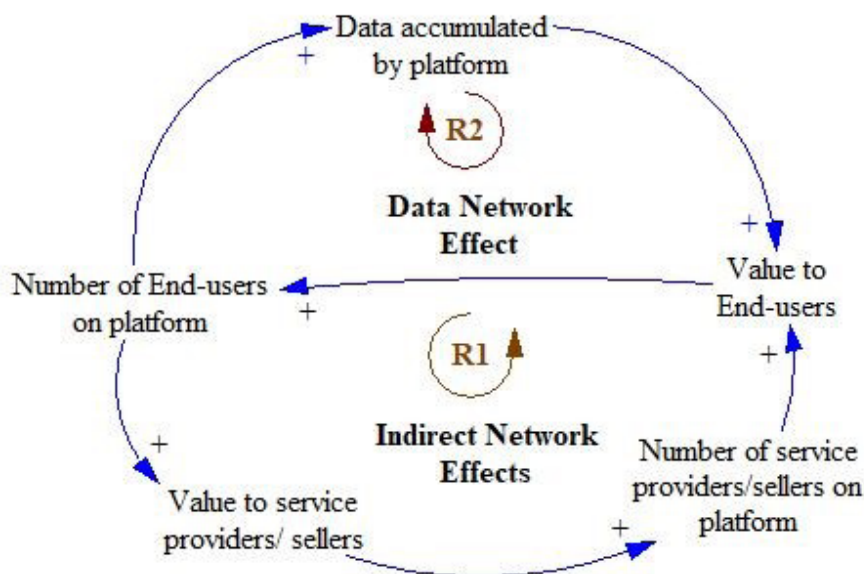 Data accumulated
by platform
+
R2
Data Network
Effect
+
Number of End-users
on platform
+
Value to
End-users
+
R1
Indirect Network
Effects
+
Value to service
providers/ sellers
+
Number of service
providers/sellers on
platform
+